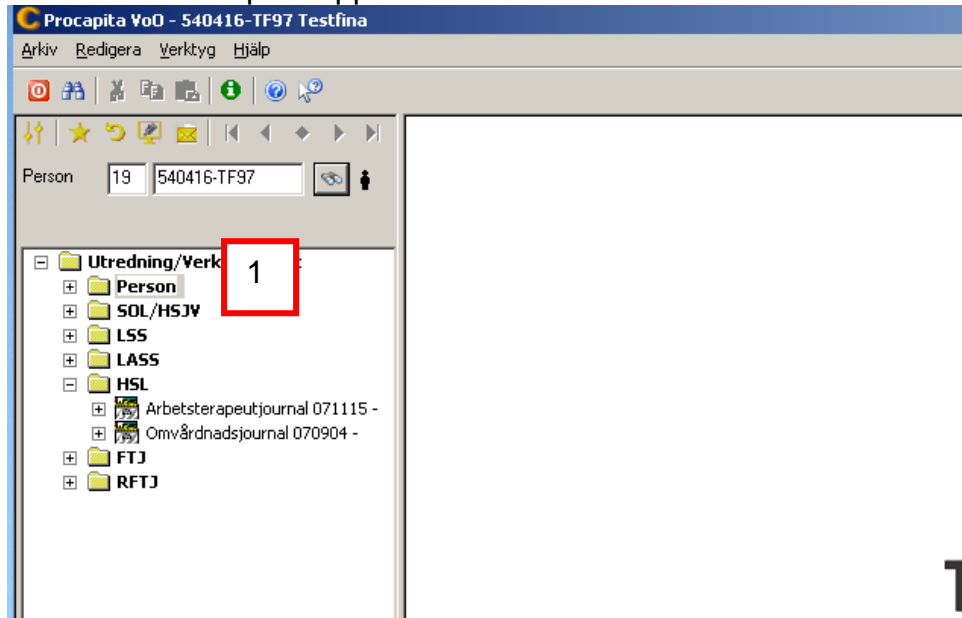 Procapita VoO - 540416-TF97 Testfina
Arkiv Redigera Verktyg Hjälp
Person 19 540416-TF97
1
Utredning/Verk
Person
SOL/HSJV
LSS
LASS
HSL
Arbetsterapeutjournal 071115 -
Omvårdnadsjournal 070904 -
FTJ
RFTJ